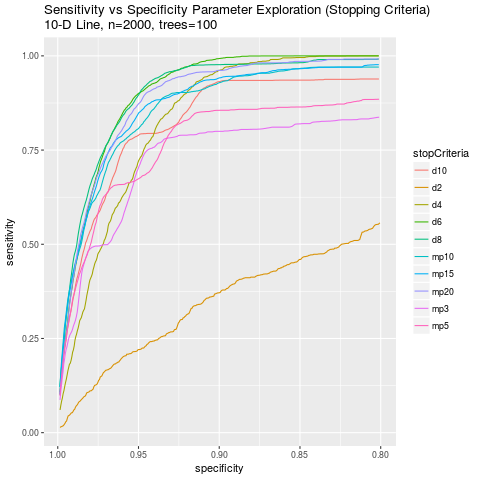 Sensitivity vs Specificity Parameter Exploration (Stopping Criteria)
10-D Line, n=2000, trees=100
1.00
0.75
0.50
0.25
0.00
sensitivity
1.00
0.95
0.90
0.85
0.80
specificity
stopCriteria
d10
d2
d4
d6
d8
mp10
mp15
mp20
mp3
mp5